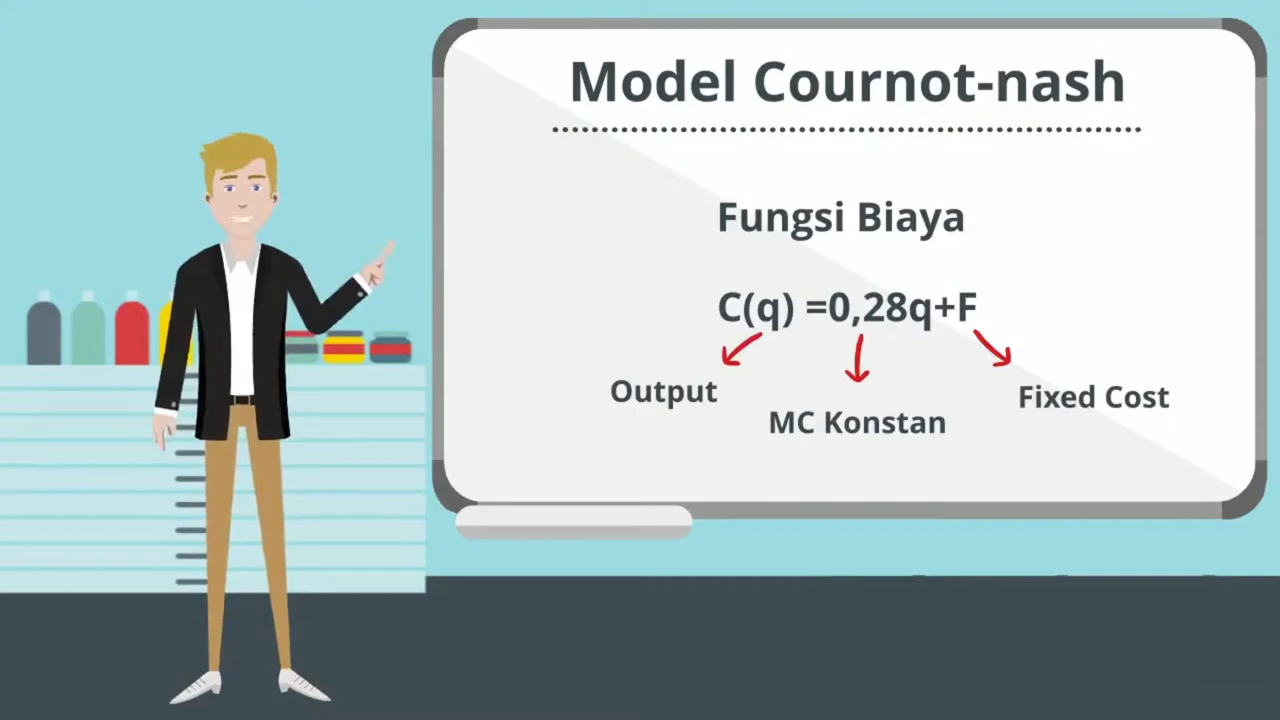 Model Cournot-nash
Fungsi Biaya
C(q) =0,28q+F
Output
MC Konstan
Fixed Cost